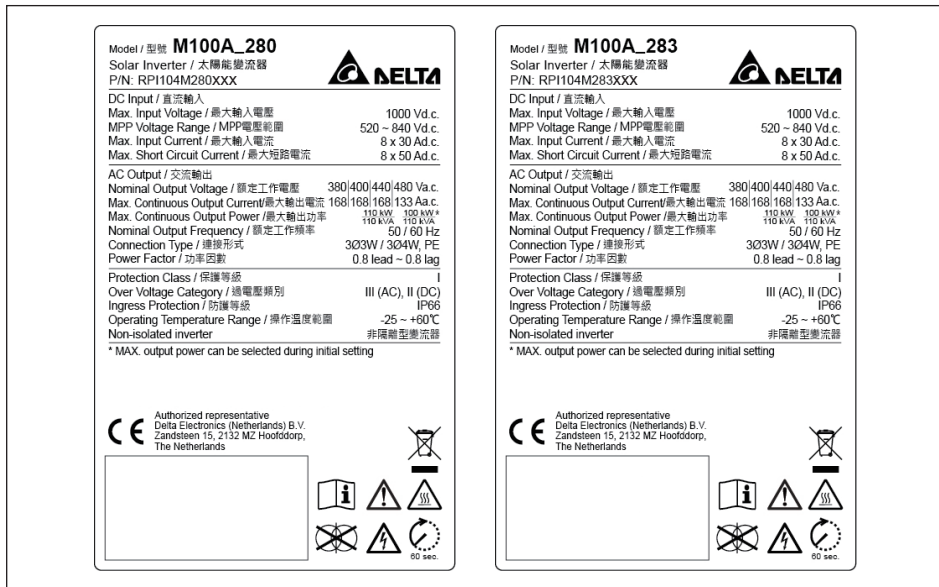 Model / 型號 M100A_280
Solar Inverter / 太陽能變流器
P/N: RPI104M280XXX
DELTA
DC Input / 直流輸入
Max. Input Voltage / 最大輸入電壓 1000 Vd.c.
MPP Voltage Range / MPP電壓範圍 520 ~ 840 Vd.c.
Max. Input Current / 最大輸入電流 8 x 30 Ad.c.
Max. Short Circuit Current / 最大短路電流 8 x 50 Ad.c.
AC Output / 交流輸出
Nominal Output Voltage / 額定工作電壓 380|400|440|480 Va.c.
Max. Continuous Output Current/最大輸出電流 168|168|168|133 Aa.c.
Max. Continuous Output Power /最大輸出功率 110 kW 100 kW *
110 kVA 110 kVA
Nominal Output Frequency / 額定工作頻率 50 / 60 Hz
Connection Type / 連接形式 3Ø3W / 3Ø4W, PE
Power Factor / 功率因數 0.8 lead ~ 0.8 lag
Protection Class / 保護等級 I
Over Voltage Category / 過電壓類別 III (AC), II (DC)
Ingress Protection / 防護等級 IP66
Operating Temperature Range / 操作溫度範圍 -25 ~ +60℃
Non-isolated inverter 非隔離型變流器
* MAX. output power can be selected during initial setting
CE
Authorized representative
Delta Electronics (Netherlands) B.V.
Zandsteen 15, 2132 MZ Hoofddorp,
The Netherlands
60 sec.
Model / 型號 M100A_283
Solar Inverter / 太陽能變流器
P/N: RPI104M283XXX
DELTA
DC Input / 直流輸入
Max. Input Voltage / 最大輸入電壓 1000 Vd.c.
MPP Voltage Range / MPP電壓範圍 520 ~ 840 Vd.c.
Max. Input Current / 最大輸入電流 8 x 30 Ad.c.
Max. Short Circuit Current / 最大短路電流 8 x 50 Ad.c.
AC Output / 交流輸出
Nominal Output Voltage / 額定工作電壓 380|400|440|480 Va.c.
Max. Continuous Output Current/最大輸出電流 168|168|168|133 Aa.c.
Max. Continuous Output Power /最大輸出功率 110 kW 100 kW *
110 kVA 110 kVA
Nominal Output Frequency / 額定工作頻率 50 / 60 Hz
Connection Type / 連接形式 3Ø3W / 3Ø4W, PE
Power Factor / 功率因數 0.8 lead ~ 0.8 lag
Protection Class / 保護等級 I
Over Voltage Category / 過電壓類別 III (AC), II (DC)
Ingress Protection / 防護等級 IP66
Operating Temperature Range / 操作溫度範圍 -25 ~ +60℃
Non-isolated inverter 非隔離型變流器
* MAX. output power can be selected during initial setting
CE
Authorized representative
Delta Electronics (Netherlands) B.V.
Zandsteen 15, 2132 MZ Hoofddorp,
The Netherlands
60 sec.